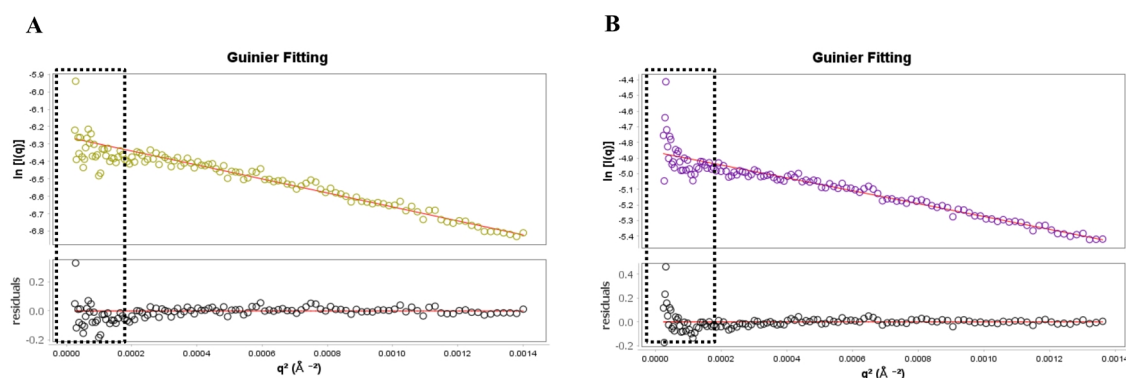 A
Guinier Fitting
ln [I(q)]
-5.9
-6.0
-6.1
-6.2
-6.3
-6.4
-6.5
-6.6
-6.7
-6.8
residuals
0.2
0.0
-0.2
0.0000 0.0002 0.0004 0.0006 0.0008 0.0010 0.0012 0.0014
q² (Å ⁻²)
B
Guinier Fitting
ln [I(q)]
-4.4
-4.5
-4.6
-4.7
-4.8
-4.9
-5.0
-5.1
-5.2
-5.3
-5.4
residuals
0.4
0.2
0.0
-0.2
0.0000 0.0002 0.0004 0.0006 0.0008 0.0010 0.0012 0.0014
q² (Å ⁻²)